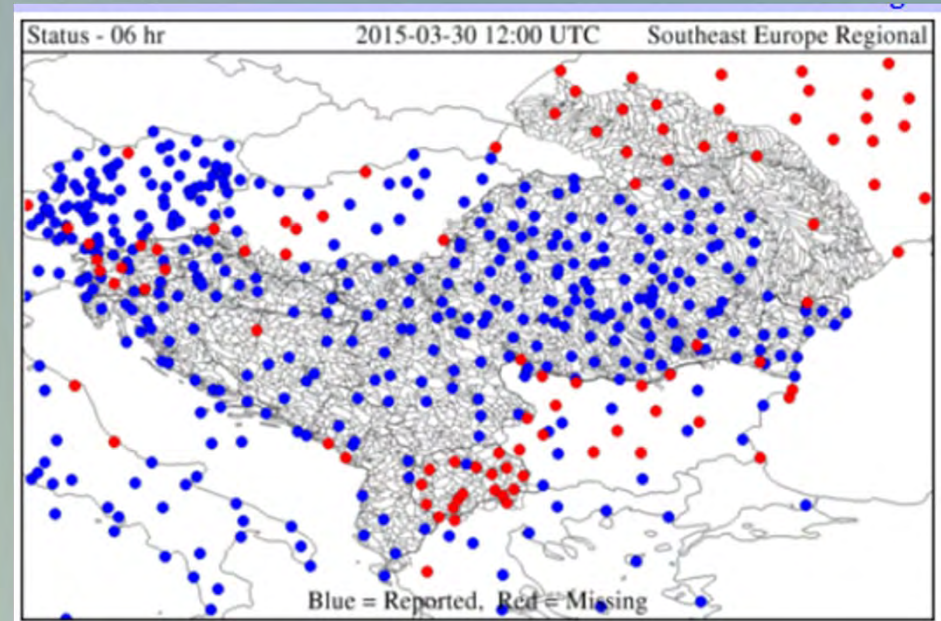 Status - 06 hr 2015-03-30 12:00 UTC Southeast Europe Regional
Blue = Reported, Red = Missing